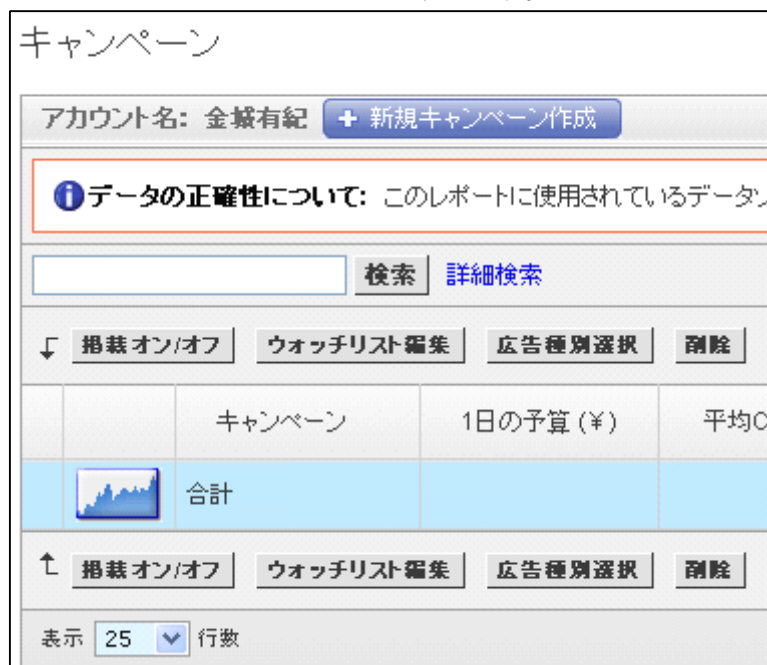 キャンペーン
アカウント名: 金城有紀 + 新規キャンペーン作成
データの正確性について: このレポートに使用されているデータソ
検索 詳細検索
掲載オン/オフ ウォッチリスト編集 広告種別選択 削除
キャンペーン 1日の予算 (¥) 平均C
合計
掲載オン/オフ ウォッチリスト編集 広告種別選択 削除
表示 25 行数